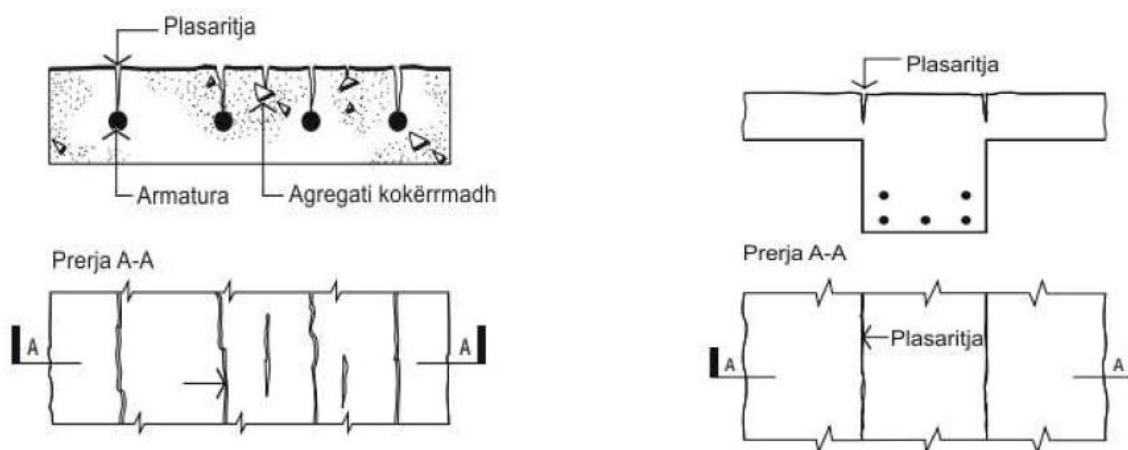 Plasaritja
Armatura
Agregati kokërrmadh
Prerja A-A
A
A
Plasaritja
Prerja A-A
Plasaritja
A
A